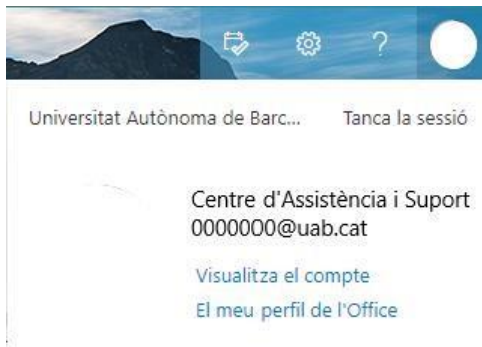 Universitat Autònoma de Barc... Tanca la sessió
Centre d'Assistència i Suport
0000000@uab.cat
Visualitza el compte
El meu perfil de l'Office